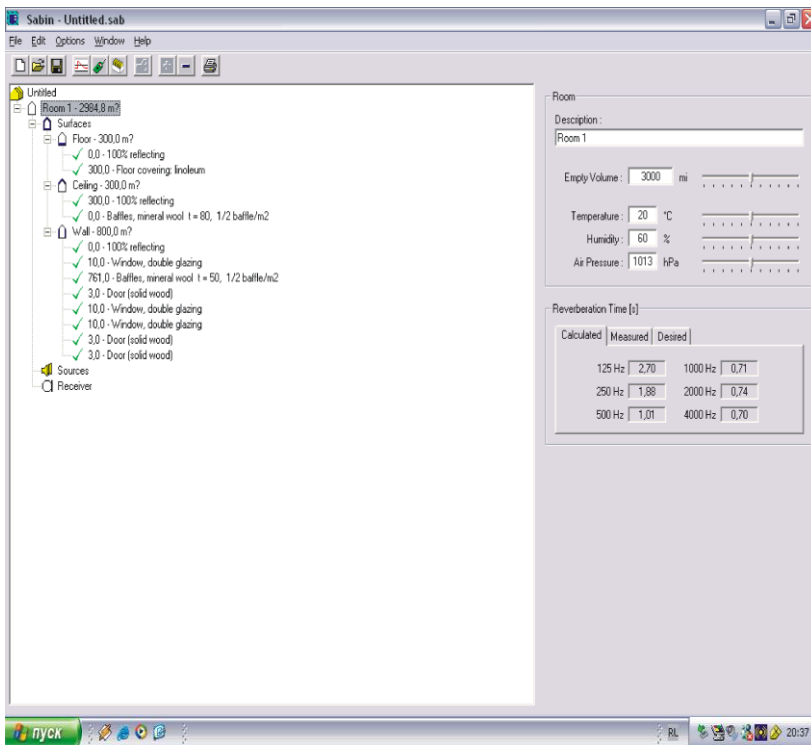 Sabin - Untitled.sab
File Edit Options Window Help
Untitled
Room 1 - 2984,8 m?
Surfaces
Floor - 300,0 m?
0,0 - 100% reflecting
300,0 - Floor covering: linoleum
Ceiling - 300,0 m?
300,0 - 100% reflecting
0,0 - Baffles, mineral wool t = 80, 1/2 baffle/m2
Wall - 800,0 m?
0,0 - 100% reflecting
10,0 - Window, double glazing
761,0 - Baffles, mineral wool t = 50, 1/2 baffle/m2
3,0 - Door (solid wood)
10,0 - Window, double glazing
10,0 - Window, double glazing
3,0 - Door (solid wood)
3,0 - Door (solid wood)
Sources
Receiver
Room
Description :
Room 1
Empty Volume : 3000 mi
Temperature : 20 °C
Humidity : 60 %
Air Pressure : 1013 hPa
Reverberation Time [s]
Calculated Measured Desired
125 Hz 2,70 1000 Hz 0,71
250 Hz 1,88 2000 Hz 0,74
500 Hz 1,01 4000 Hz 0,70
пуск RL 20:37